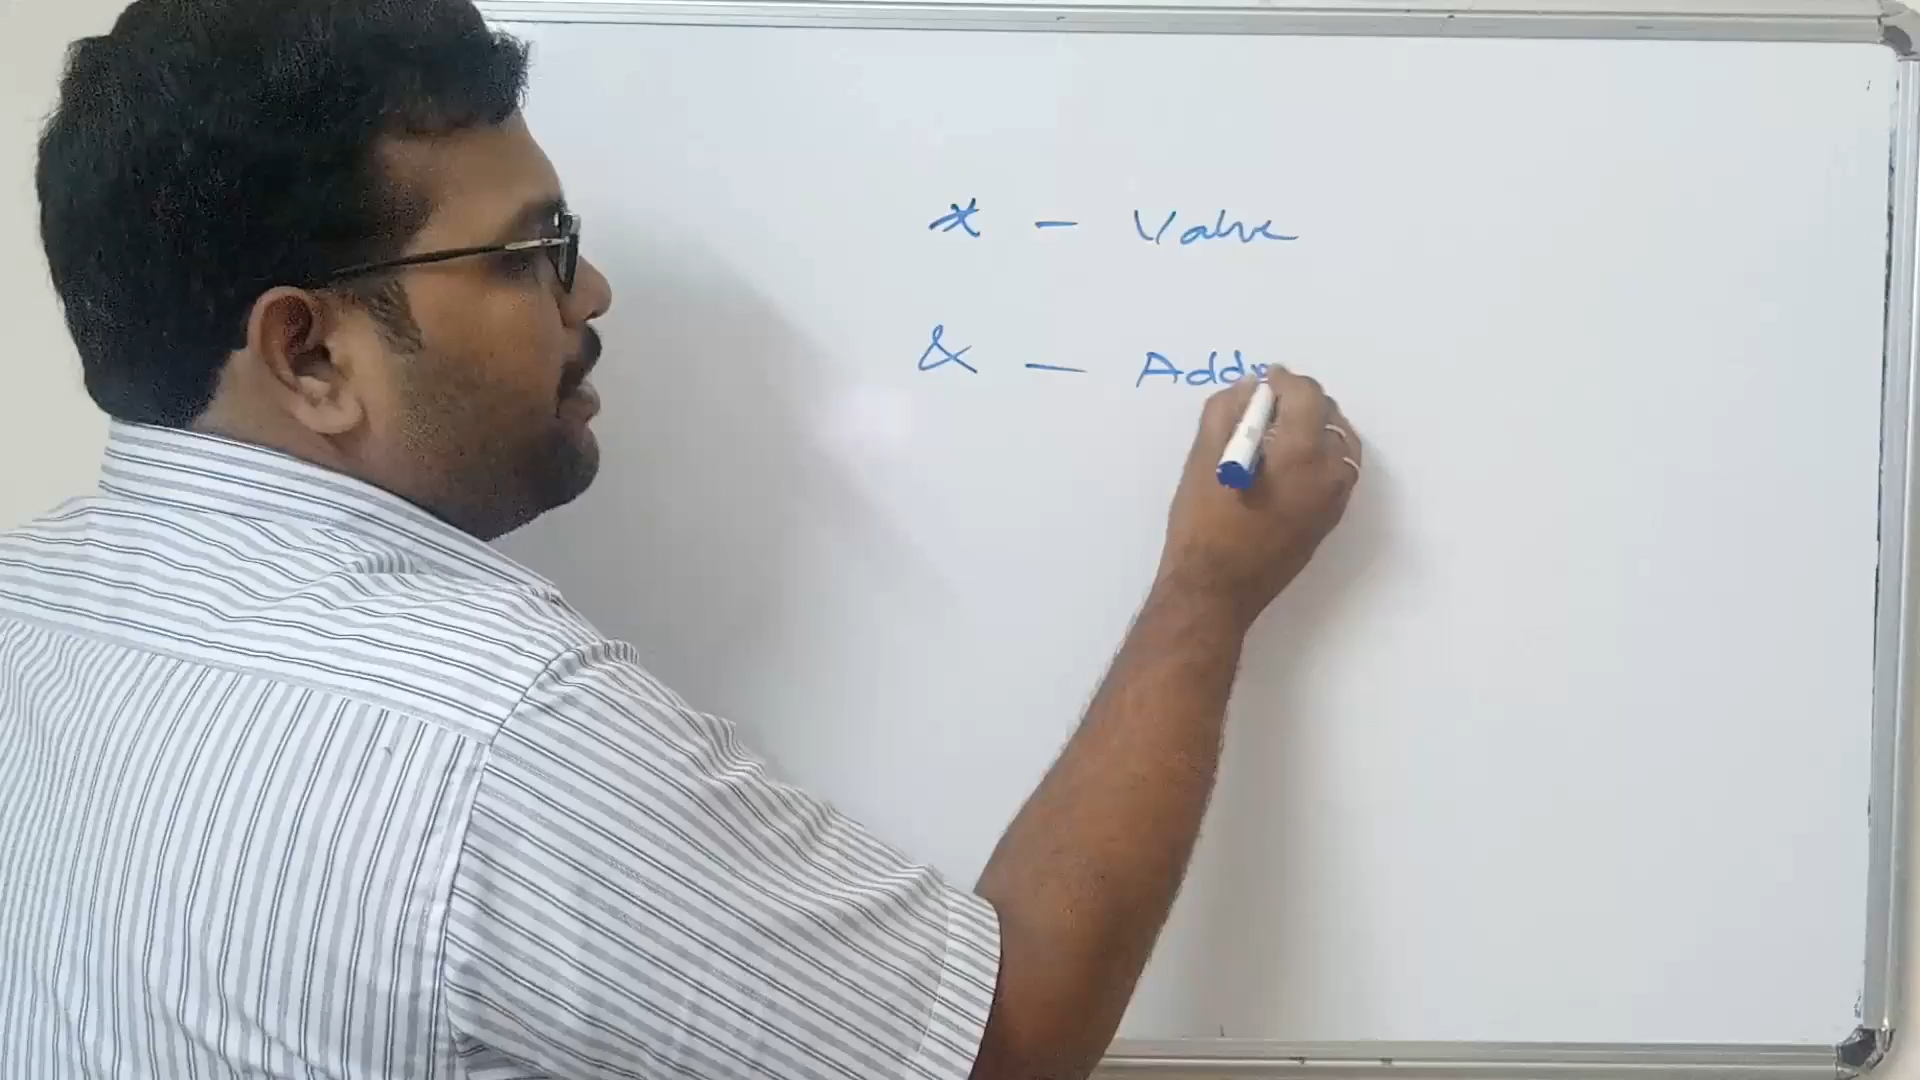 * - Value
& - Addr